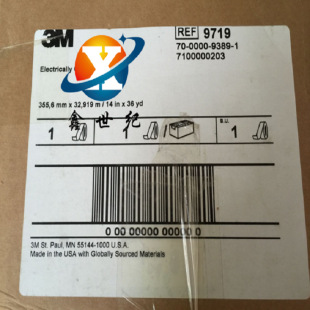 3M
REF 9719
70-0000-9389-1
7100000203
Electrically
355,6 mm x 32,919 m / 14 in x 36 yd
X
鑫世纪
1
1
/
B.U.
1
0 00 00000 00000 0
3M St. Paul, MN 55144-1000 U.S.A.
Made in the USA with Globally Sourced Materials